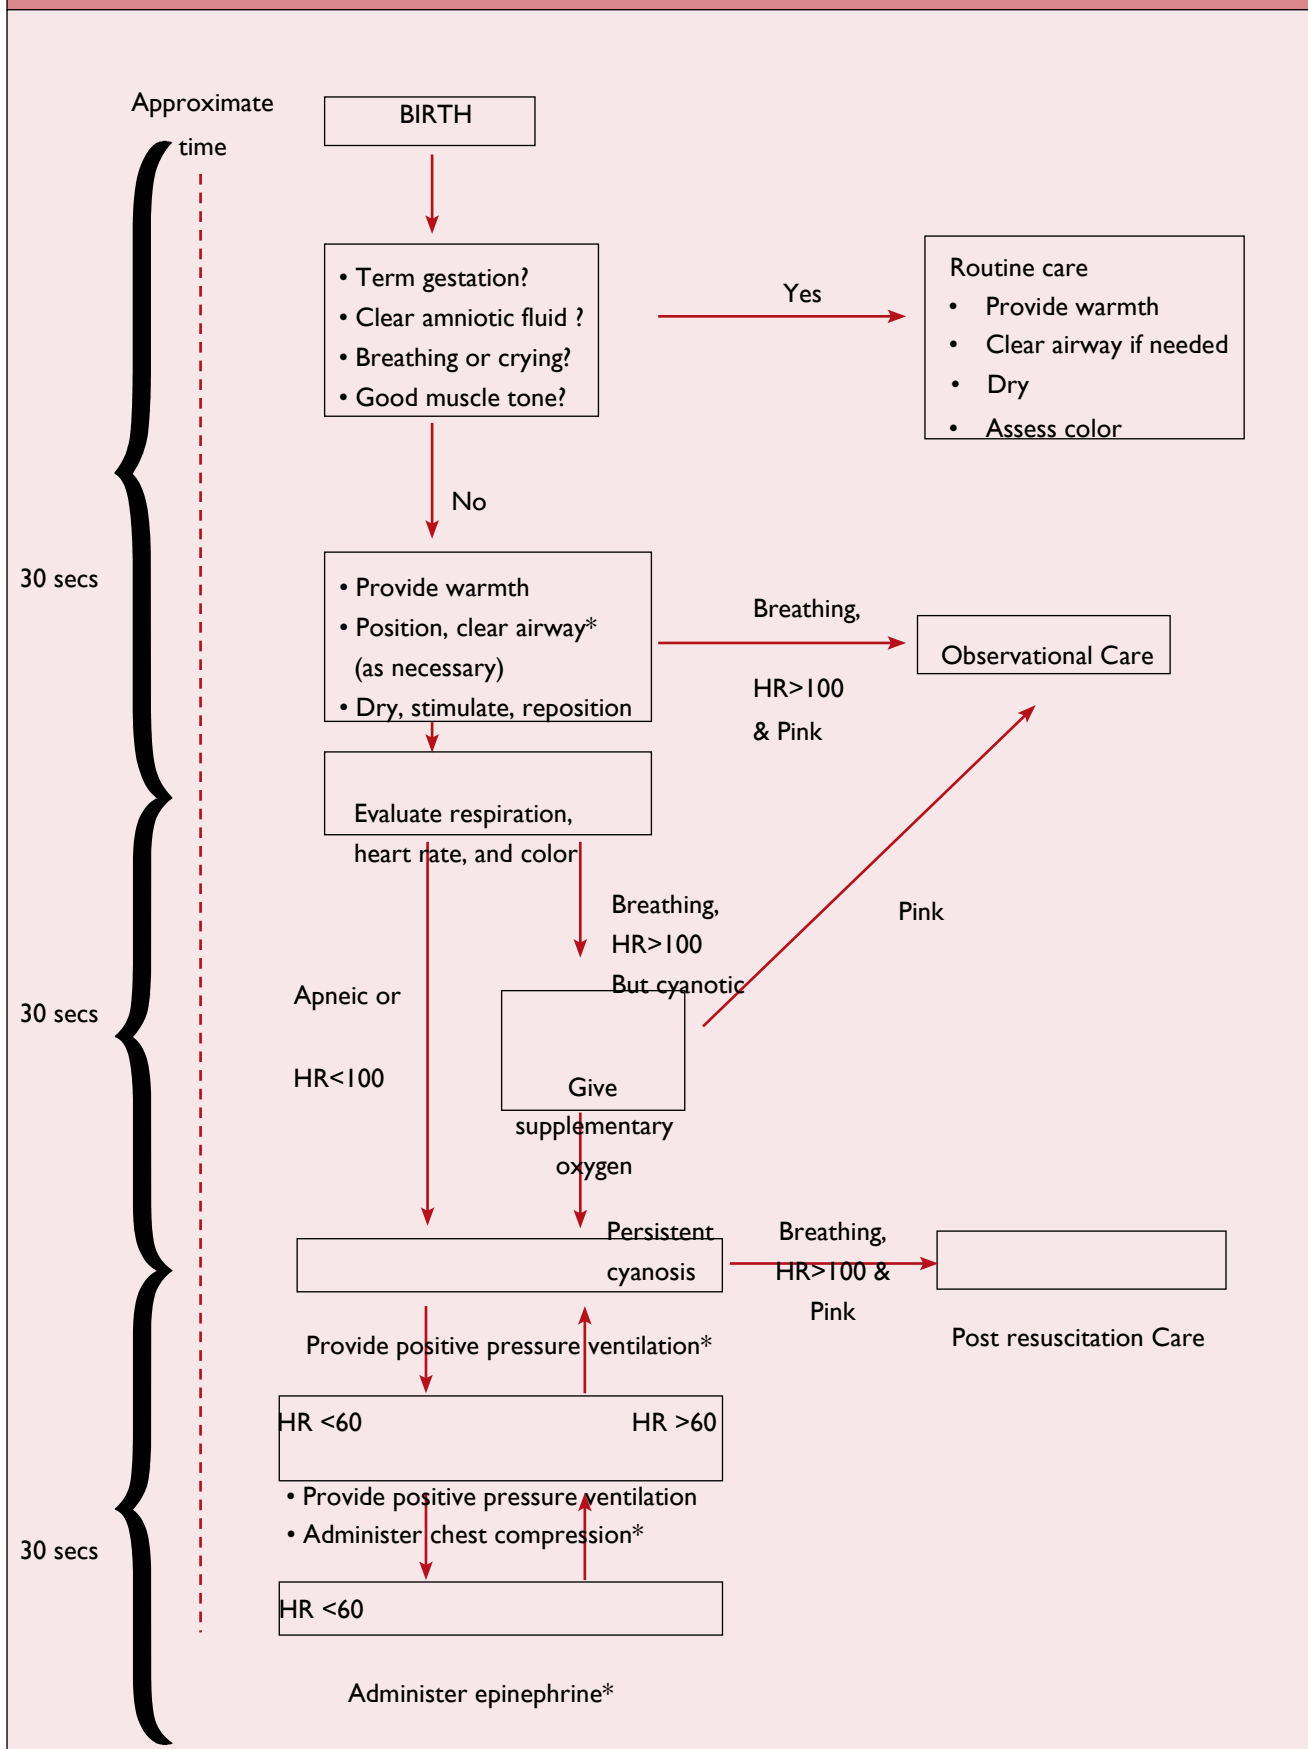 Approximate
time
BIRTH
• Term gestation?
• Clear amniotic fluid ?
• Breathing or crying?
• Good muscle tone?
Yes
Routine care
• Provide warmth
• Clear airway if needed
• Dry
• Assess color
No
30 secs
• Provide warmth
• Position, clear airway*
(as necessary)
• Dry, stimulate, reposition
Breathing,
HR>100
& Pink
Observational Care
Evaluate respiration,
heart rate, and color
Breathing,
HR>100
But cyanotic
Pink
Apneic or
HR<100
30 secs
Give
supplementary
oxygen
Persistent
cyanosis
Breathing,
HR>100 &
Pink
Post resuscitation Care
Provide positive pressure ventilation*
HR <60
HR >60
• Provide positive pressure ventilation
• Administer chest compression*
30 secs
HR <60
Administer epinephrine*